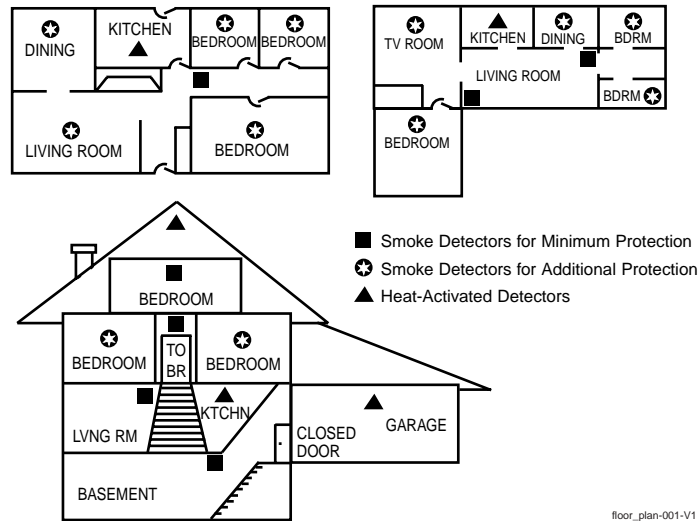 DINING
KITCHEN
BEDROOM
BEDROOM
LIVING ROOM
BEDROOM
TV ROOM
KITCHEN
DINING
BDRM
LIVING ROOM
BDRM
BEDROOM
Smoke Detectors for Minimum Protection
Smoke Detectors for Additional Protection
Heat-Activated Detectors
BEDROOM
BEDROOM
TO
BR
BEDROOM
LVNG RM
KTCHN
CLOSED
DOOR
GARAGE
BASEMENT
floor_plan-001-V1